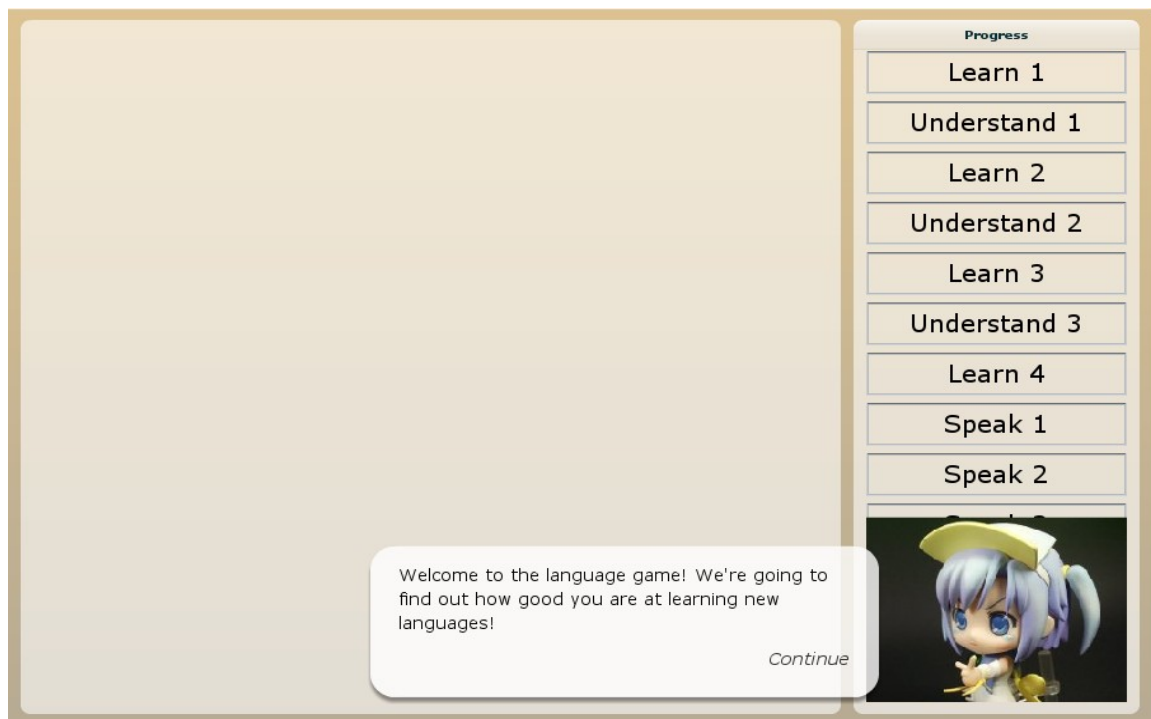 Progress
Learn 1
Understand 1
Learn 2
Understand 2
Learn 3
Understand 3
Learn 4
Speak 1
Speak 2
Welcome to the language game! We're going to
find out how good you are at learning new
languages!
Continue